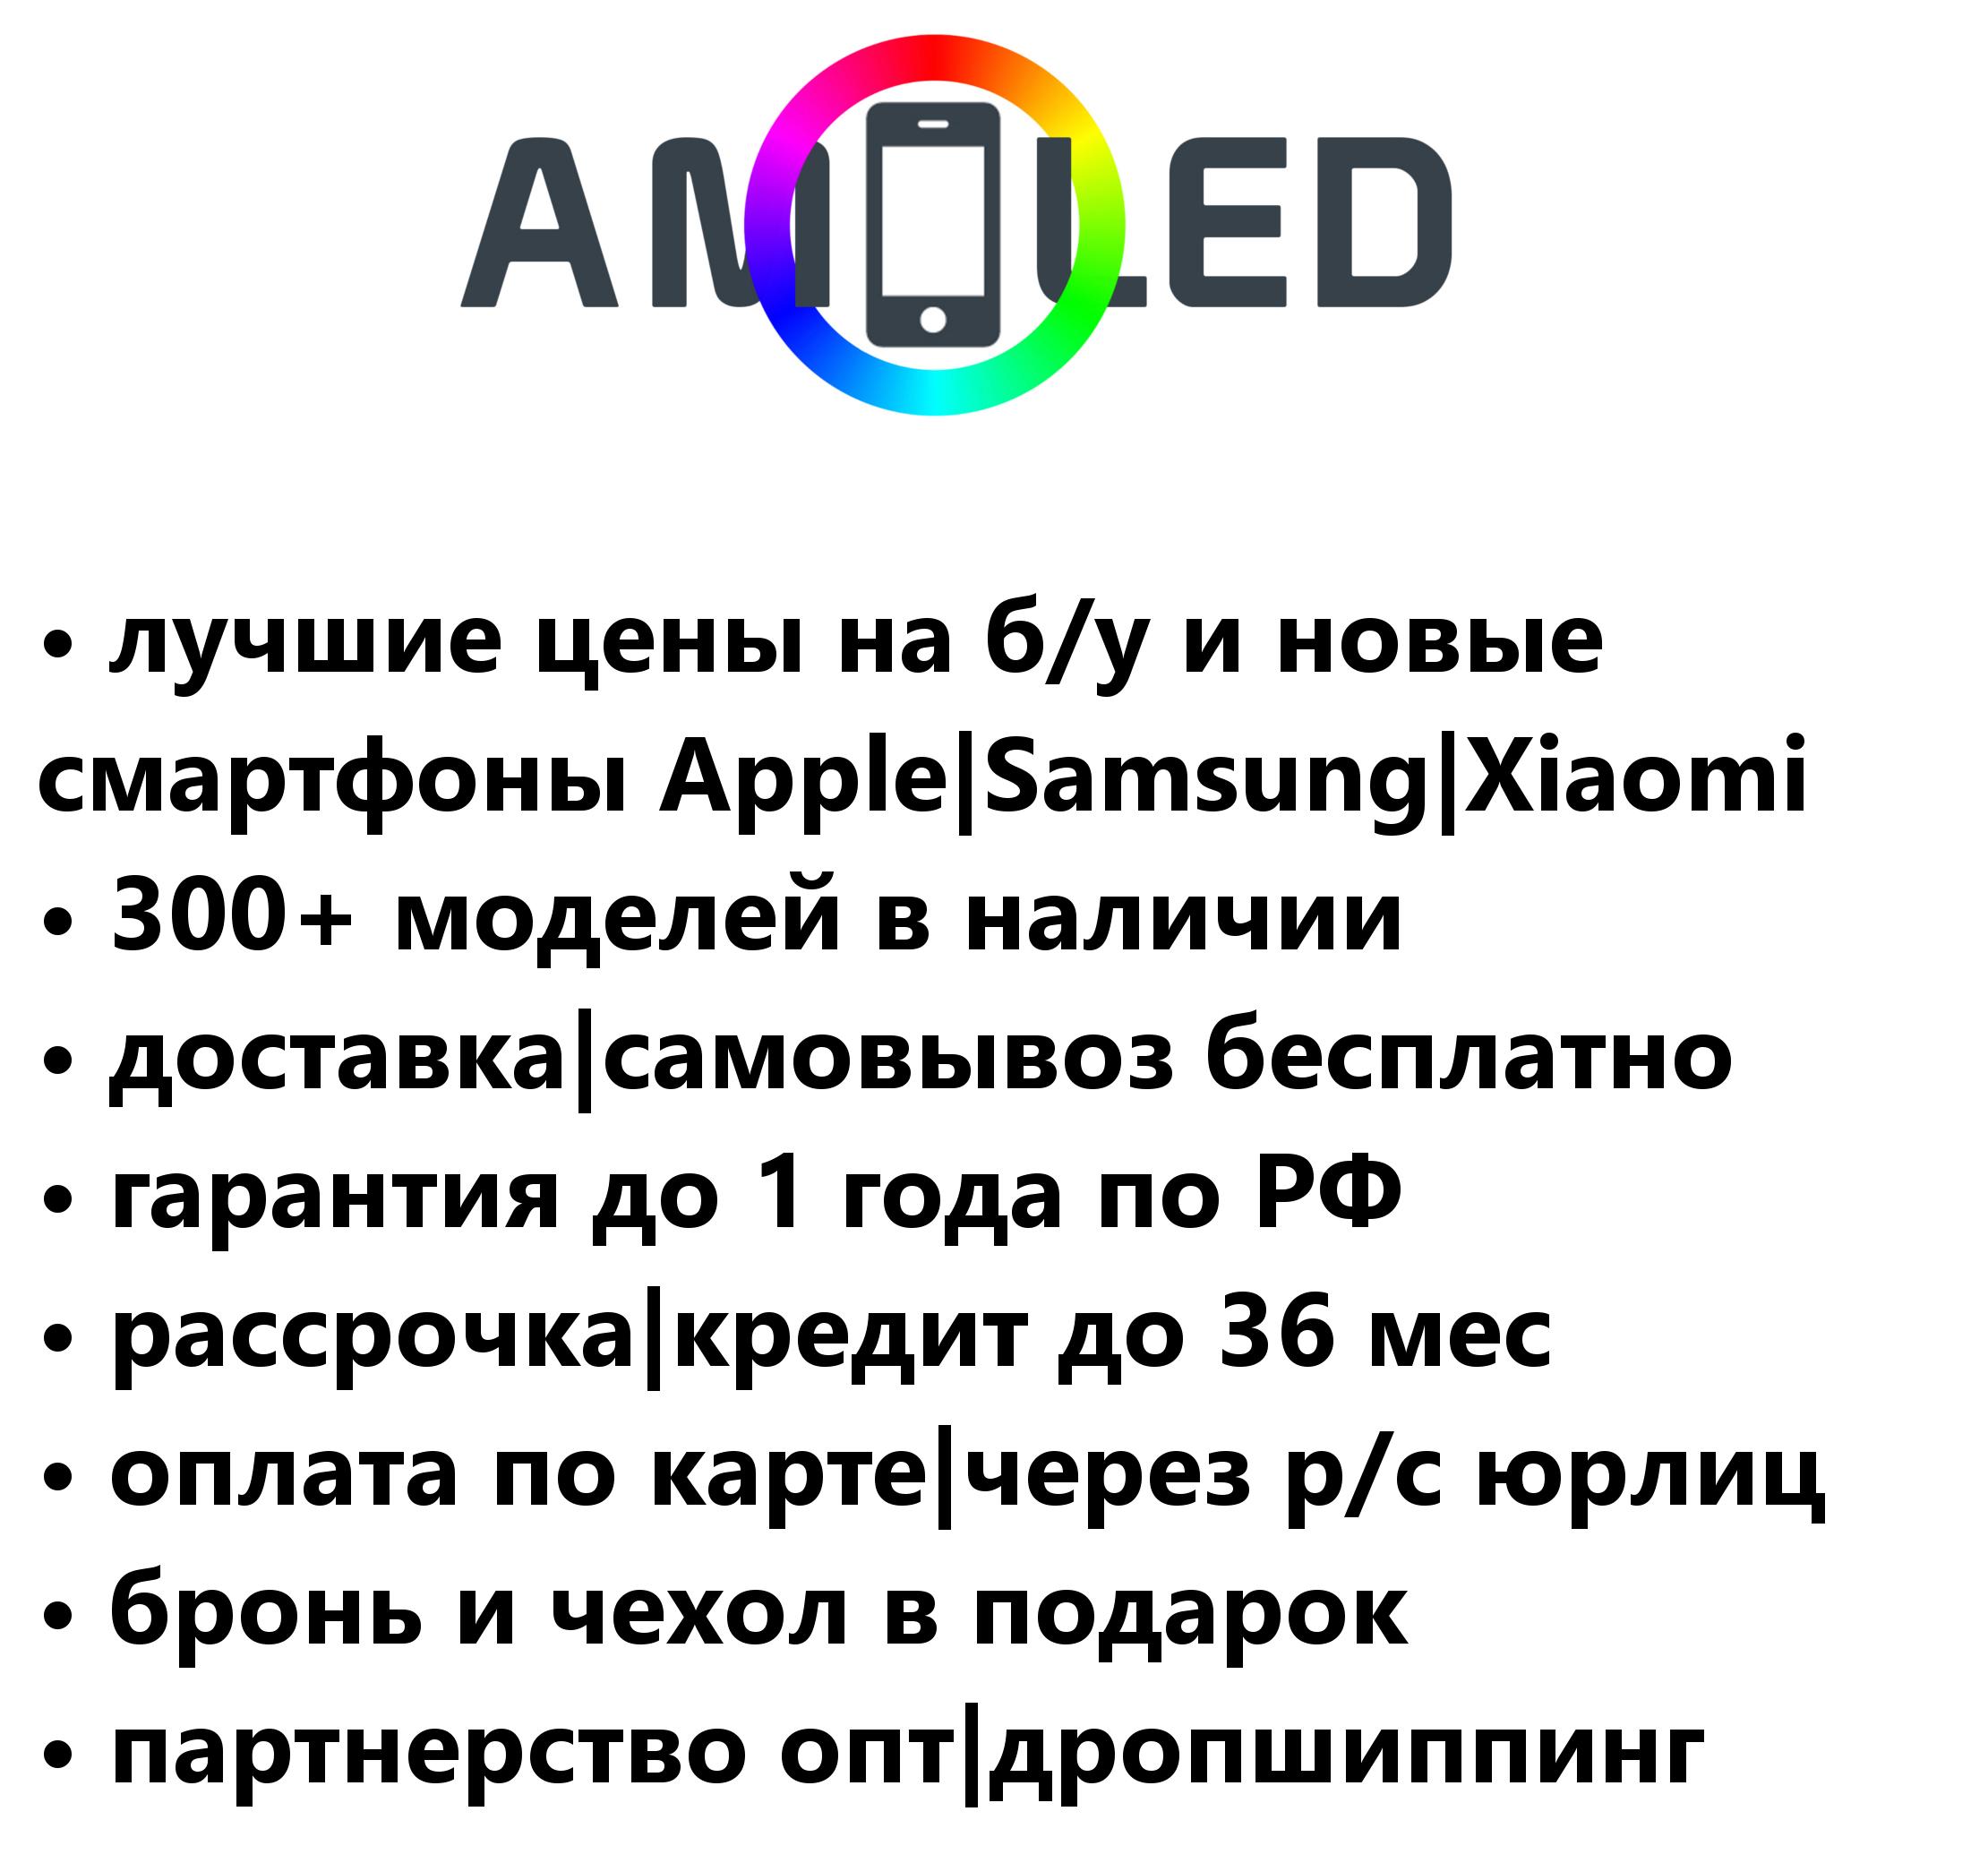 AMOLED
• лучшие цены на б/у и новые
смартфоны Apple|Samsung|Xiaomi
• 300+ моделей в наличии
• доставка|самовывоз бесплатно
• гарантия до 1 года по РФ
• рассрочка|кредит до 36 мес
• оплата по карте|через р/с юрлиц
• бронь и чехол в подарок
• партнерство опт|дропшиппинг